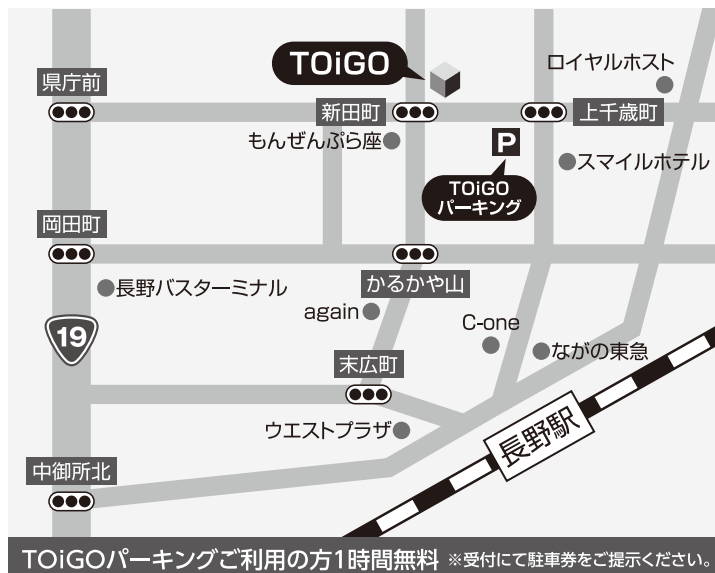 TOiGO
ロイヤルホスト
県庁前
新田町
上千歳町
もんぜんぷら座
P
スマイルホテル
TOiGO
パーキング
岡田町
かるかや山
長野バスターミナル
again
C-one
19
ながの東急
末広町
ウエストプラザ
長野駅
中御所北
TOiGOパーキングご利用の方1時間無料 ※受付にて駐車券をご提示ください。